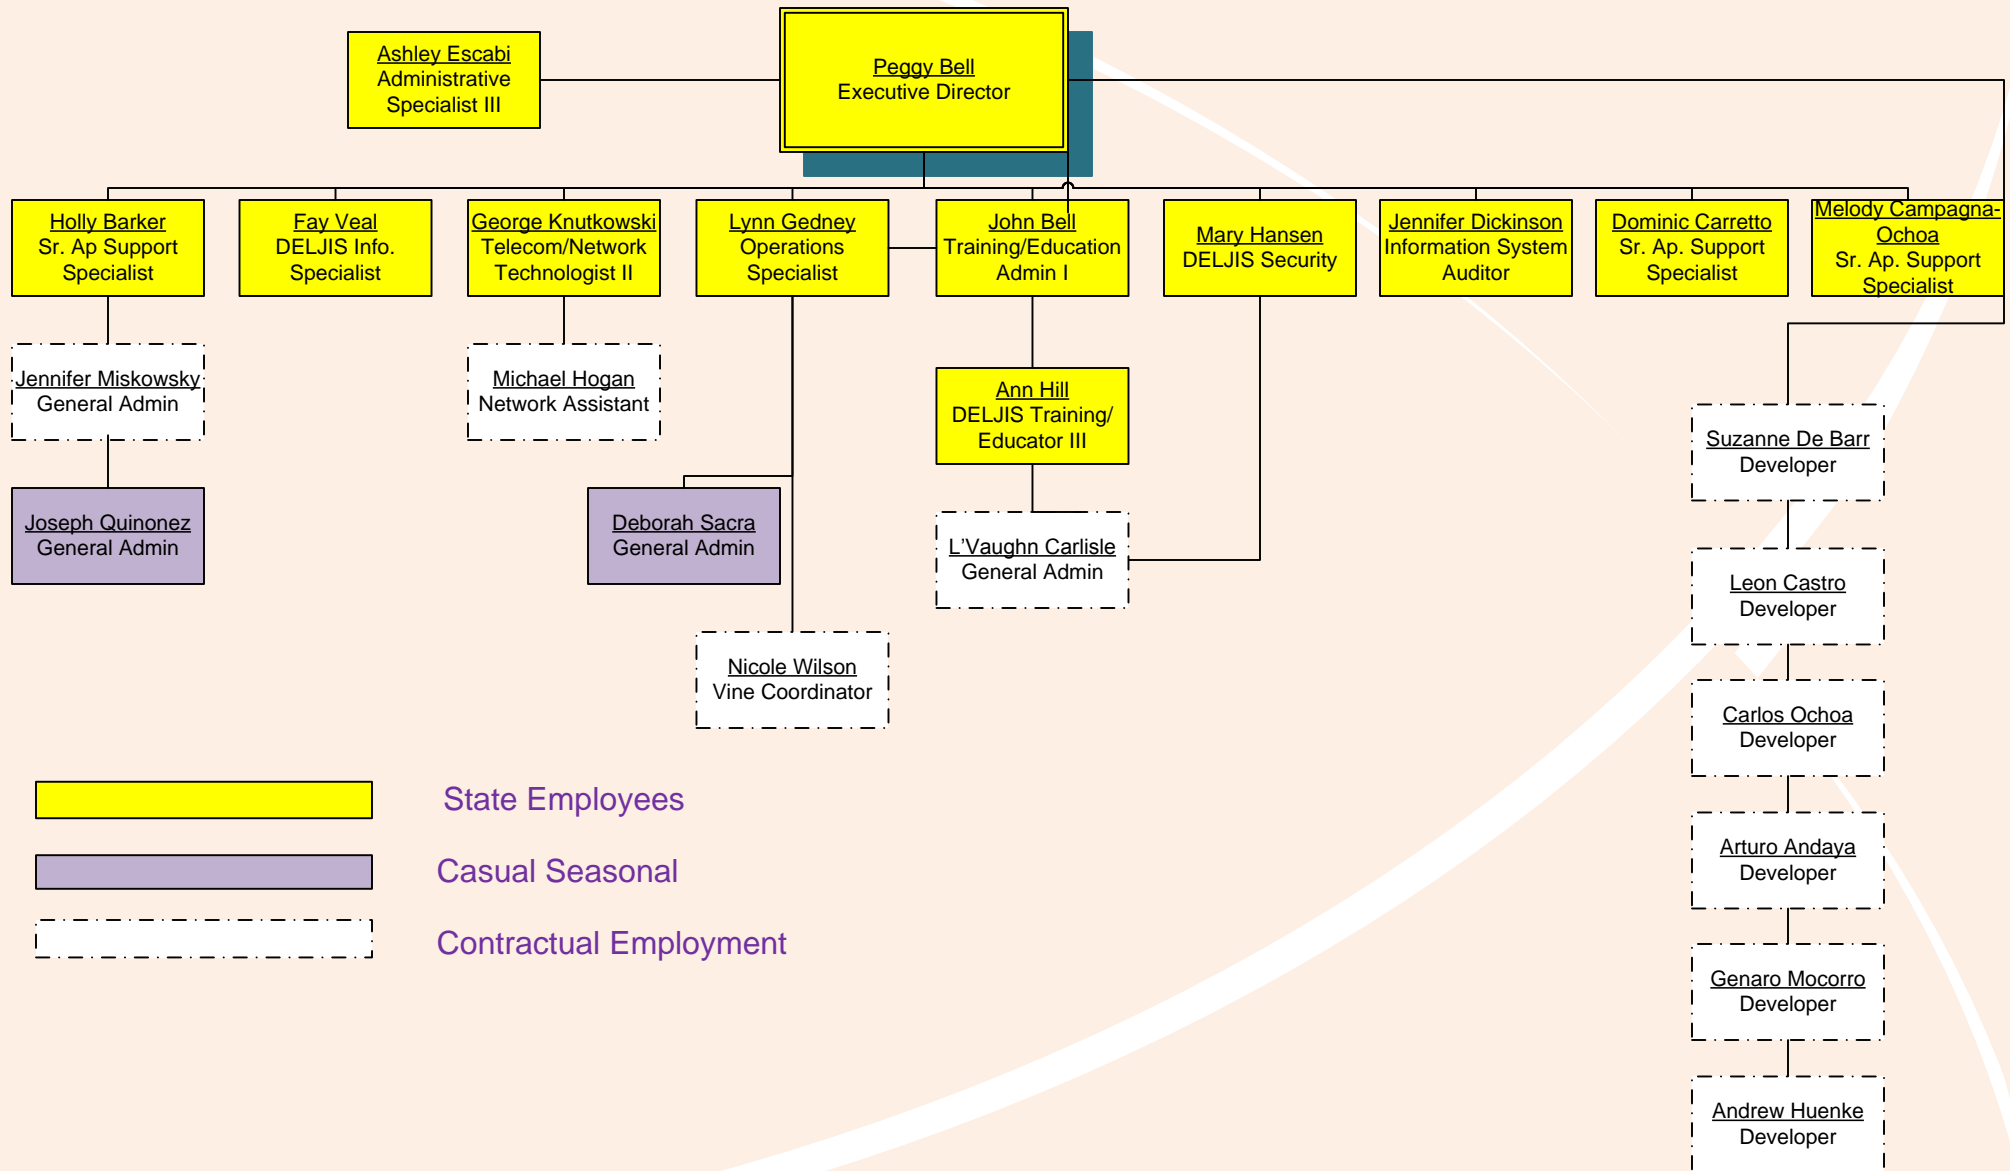 Ashley Escabi
Administrative
Specialist III
Peggy Bell
Executive Director
Holly Barker
Sr. Ap Support
Specialist
Fay Veal
DELJIS Info.
Specialist
George Knutkowski
Telecom/Network
Technologist II
Lynn Gedney
Operations
Specialist
John Bell
Training/Education
Admin I
Mary Hansen
DELJIS Security
Jennifer Dickinson
Information System
Auditor
Dominic Carretto
Sr. Ap. Support
Specialist
Melody Campagna-
Ochoa
Sr. Ap. Support
Specialist
Jennifer Miskowsky
General Admin
Michael Hogan
Network Assistant
Ann Hill
DELJIS Training/
Educator III
Suzanne De Barr
Developer
Joseph Quinonez
General Admin
Deborah Sacra
General Admin
L'Vaughn Carlisle
General Admin
Leon Castro
Developer
Nicole Wilson
Vine Coordinator
Carlos Ochoa
Developer
Arturo Andaya
Developer
Genaro Mocorro
Developer
Andrew Huenke
Developer
State Employees
Casual Seasonal
Contractual Employment